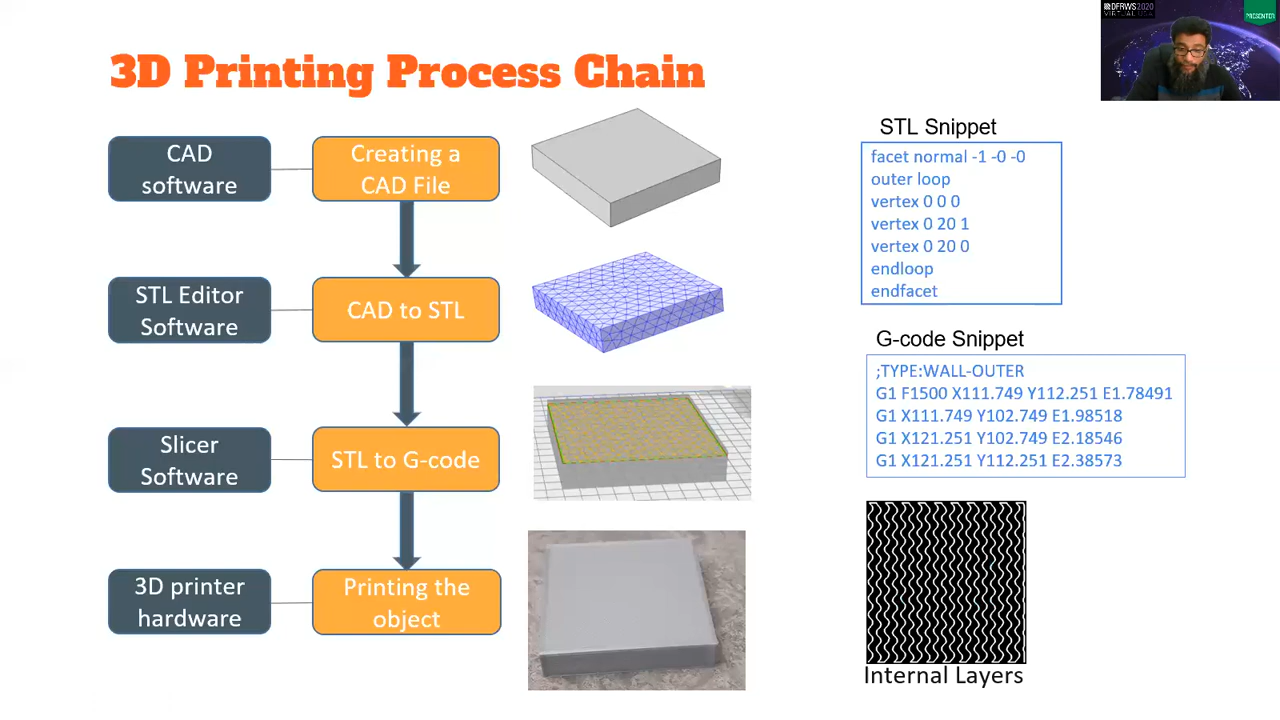 3D Printing Process Chain
DFRWS2020
VIRTUAL USA
PRESENTER
CAD
software
Creating a
CAD File
STL Editor
Software
CAD to STL
Slicer
Software
STL to G-code
3D printer
hardware
Printing the
object
STL Snippet
facet normal -1 -0 -0
outer loop
vertex 0 0 0
vertex 0 20 1
vertex 0 20 0
endloop
endfacet
G-code Snippet
;TYPE:WALL-OUTER
G1 F1500 X111.749 Y112.251 E1.78491
G1 X111.749 Y102.749 E1.98518
G1 X121.251 Y102.749 E2.18546
G1 X121.251 Y112.251 E2.38573
Internal Layers